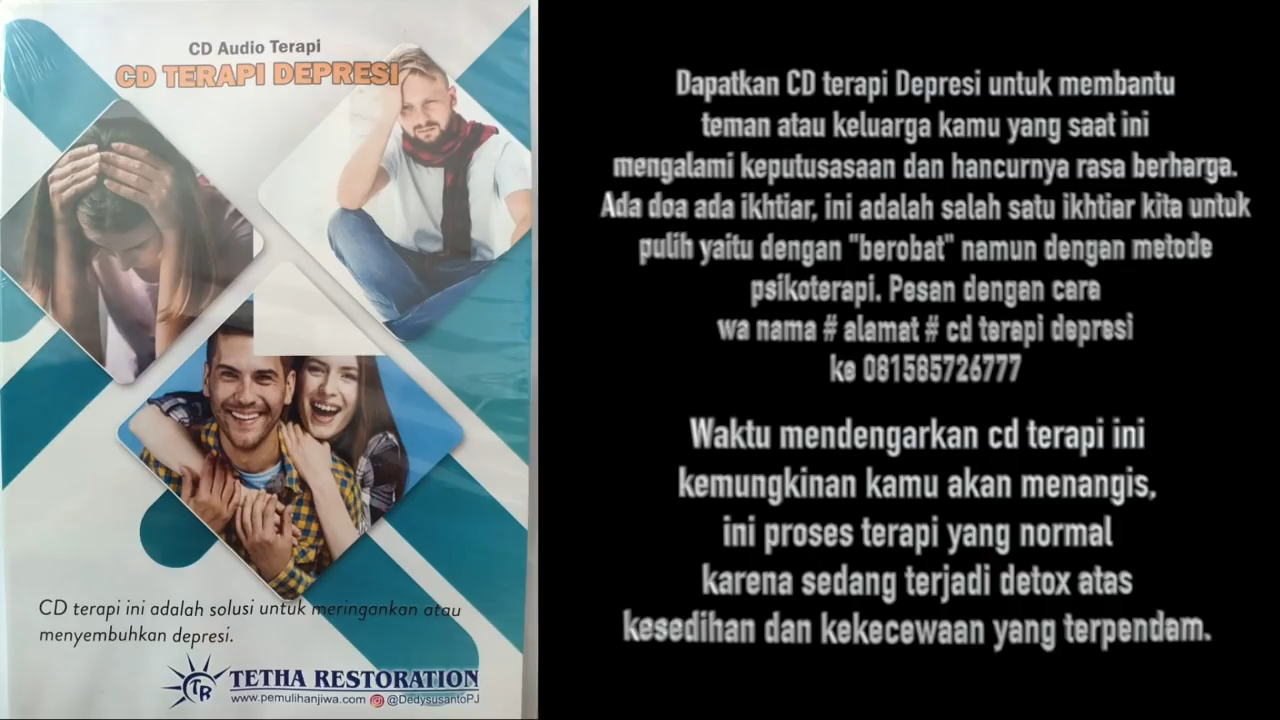 CD Audio Terapi
CD TERAPI DEPRESI
CD terapi ini adalah solusi untuk meringankan atau
menyembuhkan depresi.
TR
TETHA RESTORATION
www.pemulihanjiwa.com @DedysusantoPJ
Dapatkan CD terapi Depresi untuk membantu
teman atau keluarga kamu yang saat ini
mengalami keputusasaan dan hancurnya rasa berharga.
Ada doa ada ikhtiar, ini adalah salah satu ikhtiar kita untuk
pulih yaitu dengan "berobat" namun dengan metode
psikoterapi. Pesan dengan cara
wa nama # alamat # cd terapi depresi
ke 081585726777
Waktu mendengarkan cd terapi ini
kemungkinan kamu akan menangis,
ini proses terapi yang normal
karena sedang terjadi detox atas
kesedihan dan kekecewaan yang terpendam.